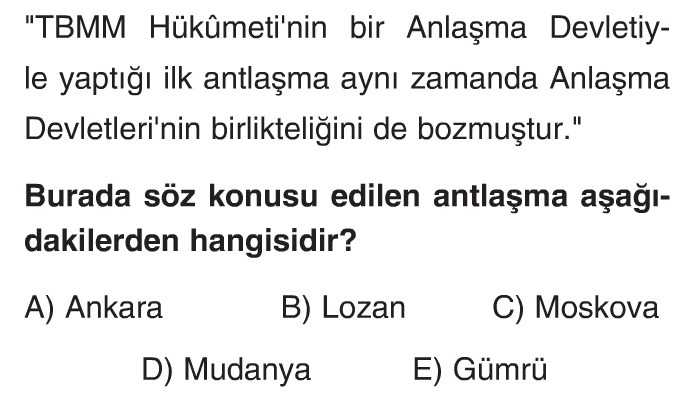 "TBMM Hükûmeti'nin bir Anlaşma Devletiy-
le yaptığı ilk antlaşma aynı zamanda Anlaşma
Devletleri'nin birlikteliğini de bozmuştur."
Burada söz konusu edilen antlaşma aşağı-
dakilerden hangisidir?
A) Ankara B) Lozan C) Moskova
D) Mudanya E) Gümrü